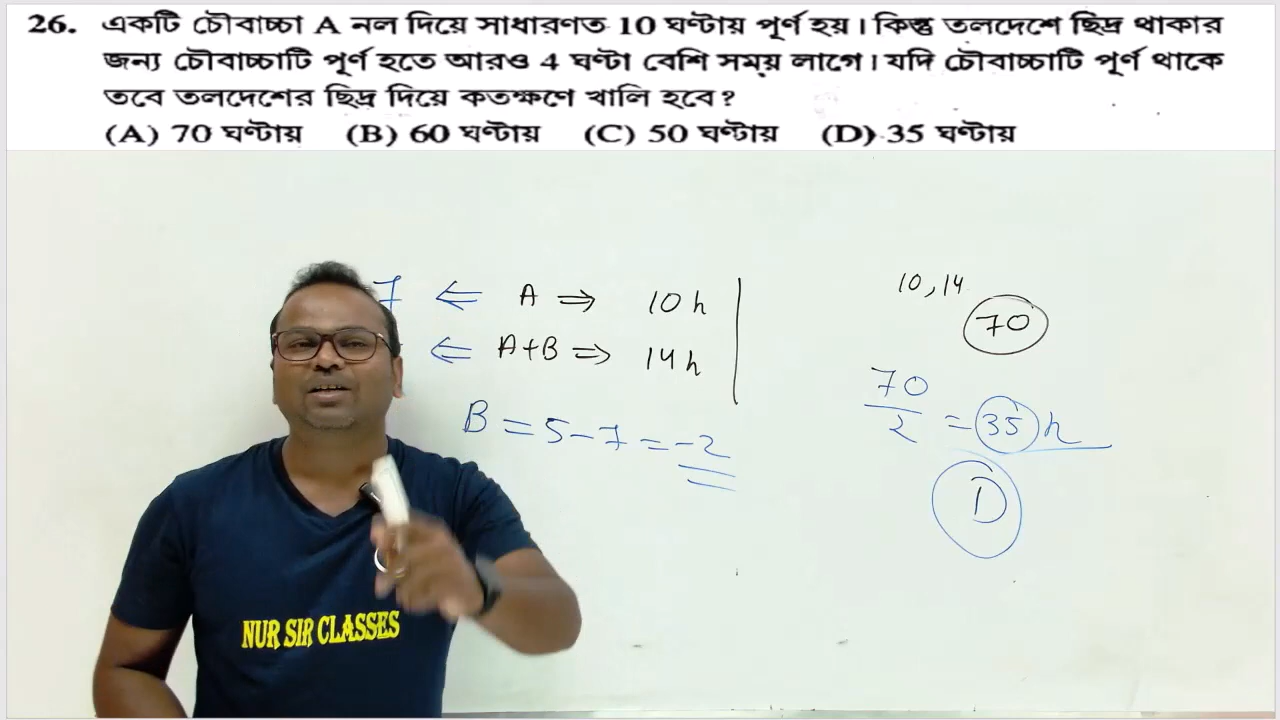 26. একটি চৌবাচ্চা A নল দিয়ে সাধারণত 10 ঘণ্টায় পূর্ণ হয়। কিন্তু তলদেশে ছিদ্র থাকার
জন্য চৌবাচ্চাটি পূর্ণ হতে আরও 4 ঘণ্টা বেশি সময় লাগে। যদি চৌবাচ্চাটি পূর্ণ থাকে
তবে তলদেশের ছিদ্র দিয়ে কতক্ষণে খালি হবে?
(A) 70 ঘণ্টায় (B) 60 ঘণ্টায় (C) 50 ঘণ্টায় (D) 35 ঘণ্টায়
7 ⇐ A ⇒ 10 h
⇐ A+B ⇒ 14 h
B = 5 - 7 = -2
10, 14
70
70/2 = 35 h
D
NUR SIR CLASSES